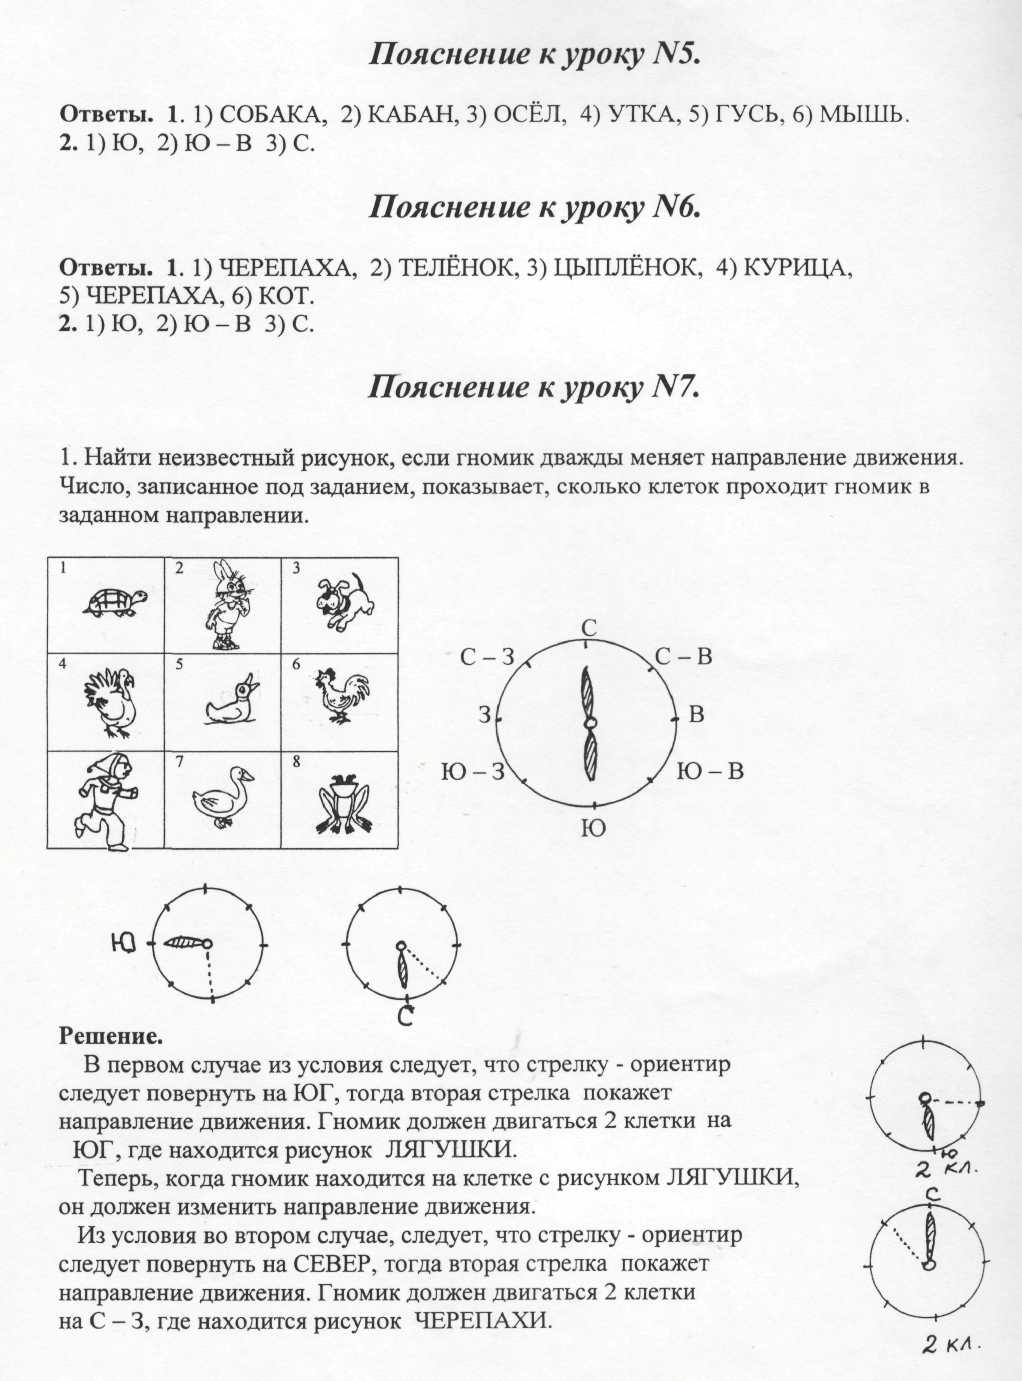 Пояснение к уроку N5.
Ответы. 1. 1) СОБАКА, 2) КАБАН, 3) ОСЁЛ, 4) УТКА, 5) ГУСЬ, 6) МЫШЬ.
2. 1) Ю, 2) Ю – В 3) С.
Пояснение к уроку N6.
Ответы. 1. 1) ЧЕРЕПАХА, 2) ТЕЛЁНОК, 3) ЦЫПЛЁНОК, 4) КУРИЦА,
5) ЧЕРЕПАХА, 6) КОТ.
2. 1) Ю, 2) Ю – В 3) С.
Пояснение к уроку N7.
1. Найти неизвестный рисунок, если гномик дважды меняет направление движения.
Число, записанное под заданием, показывает, сколько клеток проходит гномик в
заданном направлении.
1 2 3
4 5 6
7 8
С
С – З С – В
З В
Ю – З Ю – В
Ю
Ю
С
Решение.
В первом случае из условия следует, что стрелку - ориентир
следует повернуть на ЮГ, тогда вторая стрелка покажет
направление движения. Гномик должен двигаться 2 клетки на
ЮГ, где находится рисунок ЛЯГУШКИ.
Теперь, когда гномик находится на клетке с рисунком ЛЯГУШКИ,
он должен изменить направление движения.
Из условия во втором случае, следует, что стрелку - ориентир
следует повернуть на СЕВЕР, тогда вторая стрелка покажет
направление движения. Гномик должен двигаться 2 клетки
на С – З, где находится рисунок ЧЕРЕПАХИ.
Ю
2 кл.
С
2 кл.